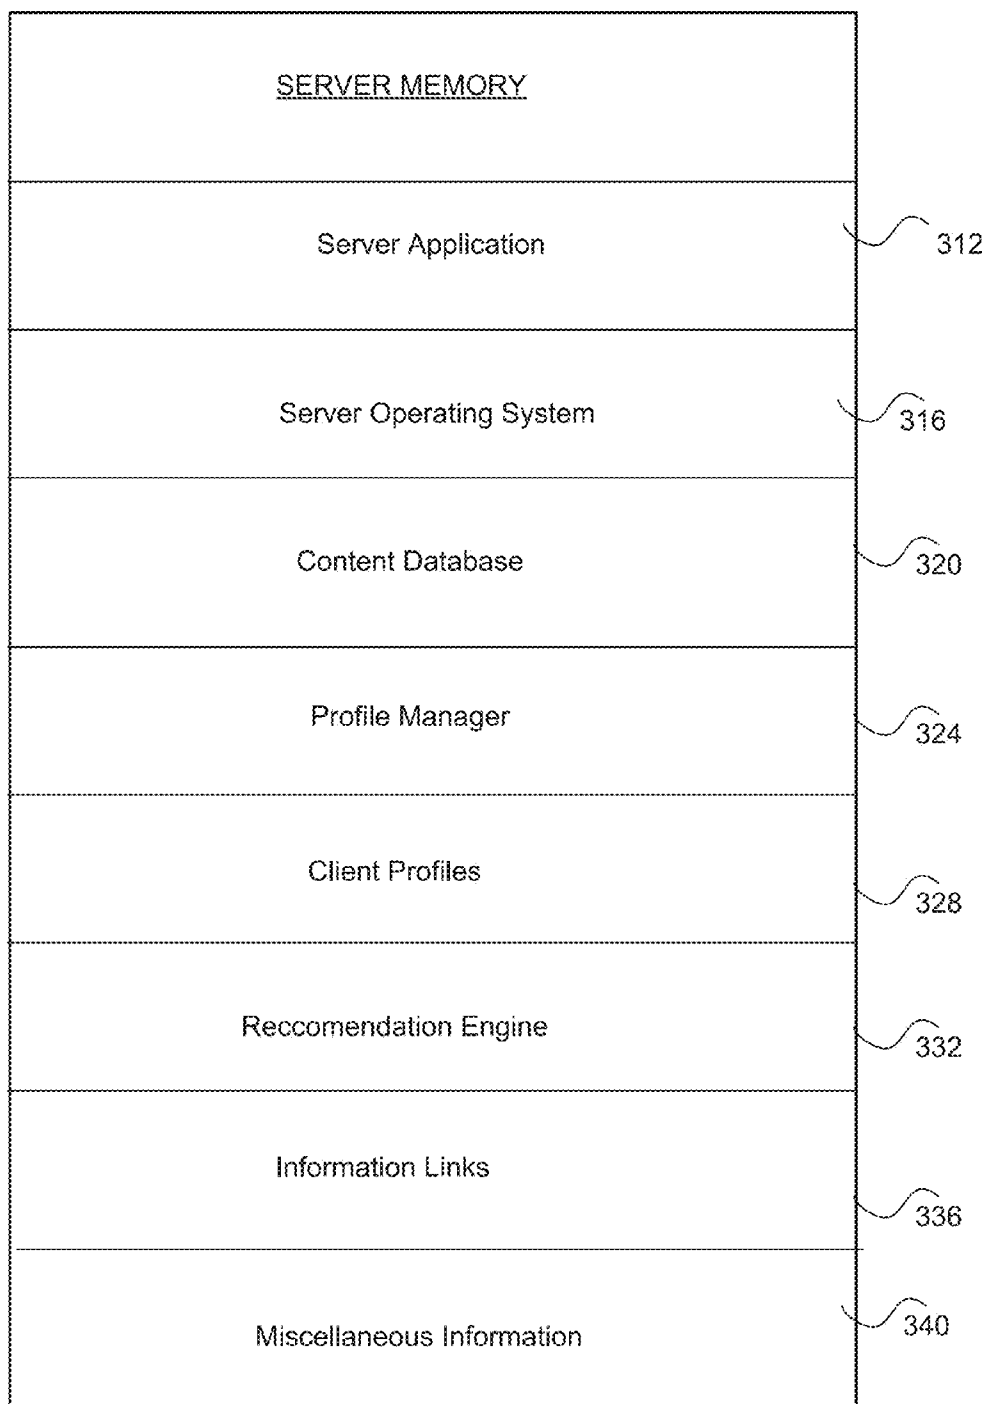 SERVER MEMORY
Server Application
312
Server Operating System
316
Content Database
320
Profile Manager
324
Client Profiles
328
Reccomendation Engine
332
Information Links
336
Miscellaneous Information
340